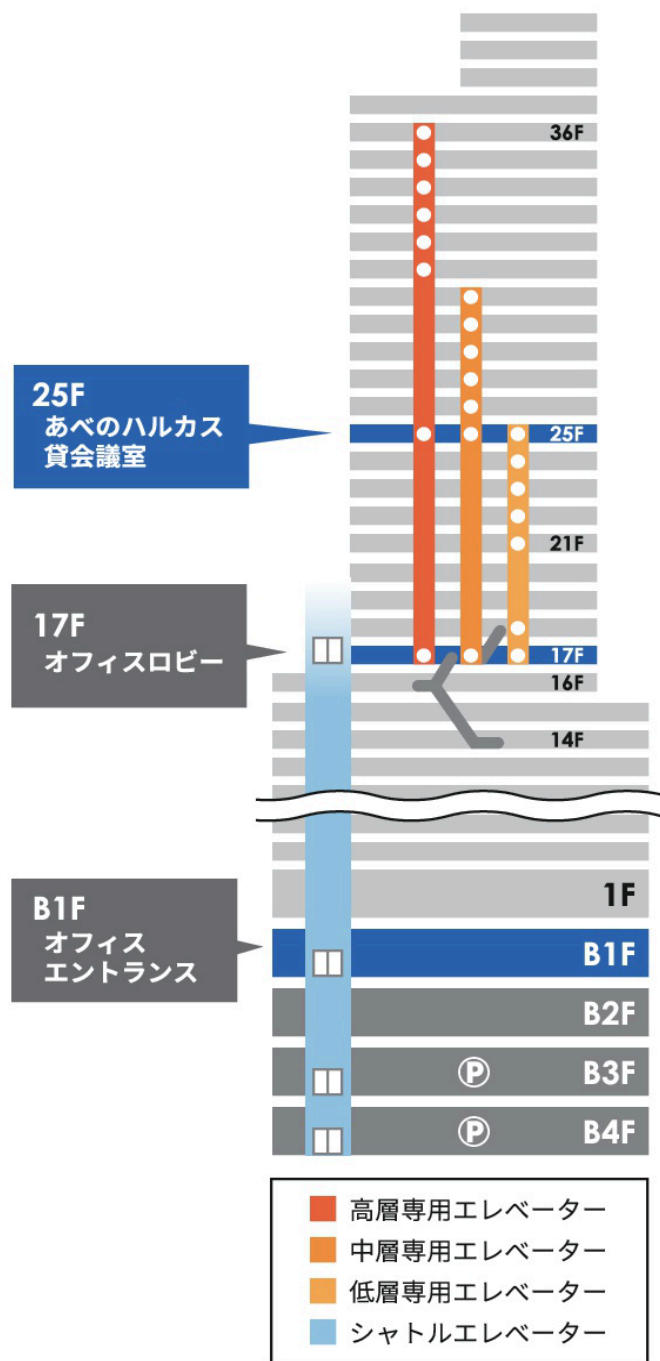 36F
25F
あべのハルカス
貸会議室
25F
21F
17F
オフィスロビー
17F
16F
14F
1F
B1F
オフィス
エントランス
B1F
B2F
P B3F
P B4F
高層専用エレベーター
中層専用エレベーター
低層専用エレベーター
シャトルエレベーター